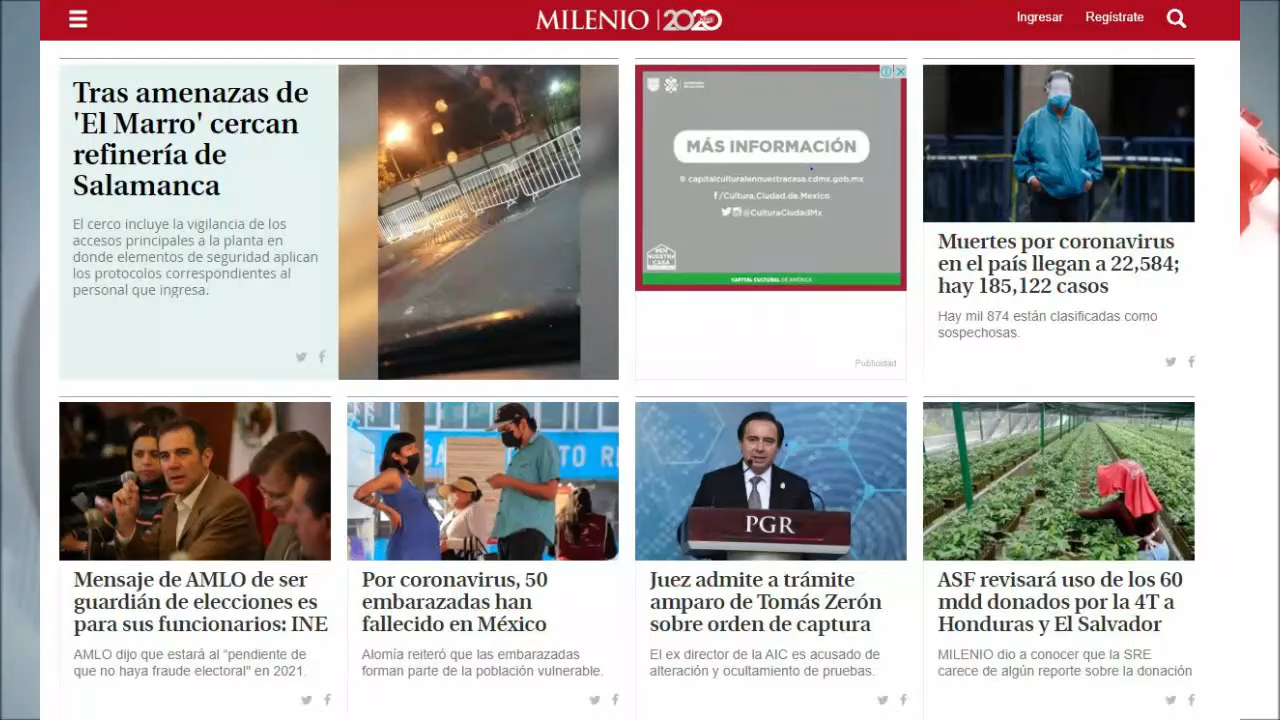 MILENIO | 2020
Ingresar
Regístrate
Tras amenazas de
'El Marro' cercan
refinería de
Salamanca
El cerco incluye la vigilancia de los
accesos principales a la planta en
donde elementos de seguridad aplican
los protocolos correspondientes al
personal que ingresa.
MÁS INFORMACIÓN
capitalculturalennuestracasa.cdmx.gob.mx
/Cultura.Ciudad.de.Mexico
@CulturaCiudadMx
CAPITAL CULTURAL DE AMÉRICA
Publicidad
Muertes por coronavirus
en el país llegan a 22,584;
hay 185,122 casos
Hay mil 874 están clasificadas como
sospechosas.
Mensaje de AMLO de ser
guardián de elecciones es
para sus funcionarios: INE
AMLO dijo que estará al "pendiente de
que no haya fraude electoral" en 2021.
Por coronavirus, 50
embarazadas han
fallecido en México
Alomía reiteró que las embarazadas
forman parte de la población vulnerable.
PGR
Juez admite a trámite
amparo de Tomás Zerón
sobre orden de captura
El ex director de la AIC es acusado de
alteración y ocultamiento de pruebas.
ASF revisará uso de los 60
mdd donados por la 4T a
Honduras y El Salvador
MILENIO dio a conocer que la SRE
carece de algún reporte sobre la donación